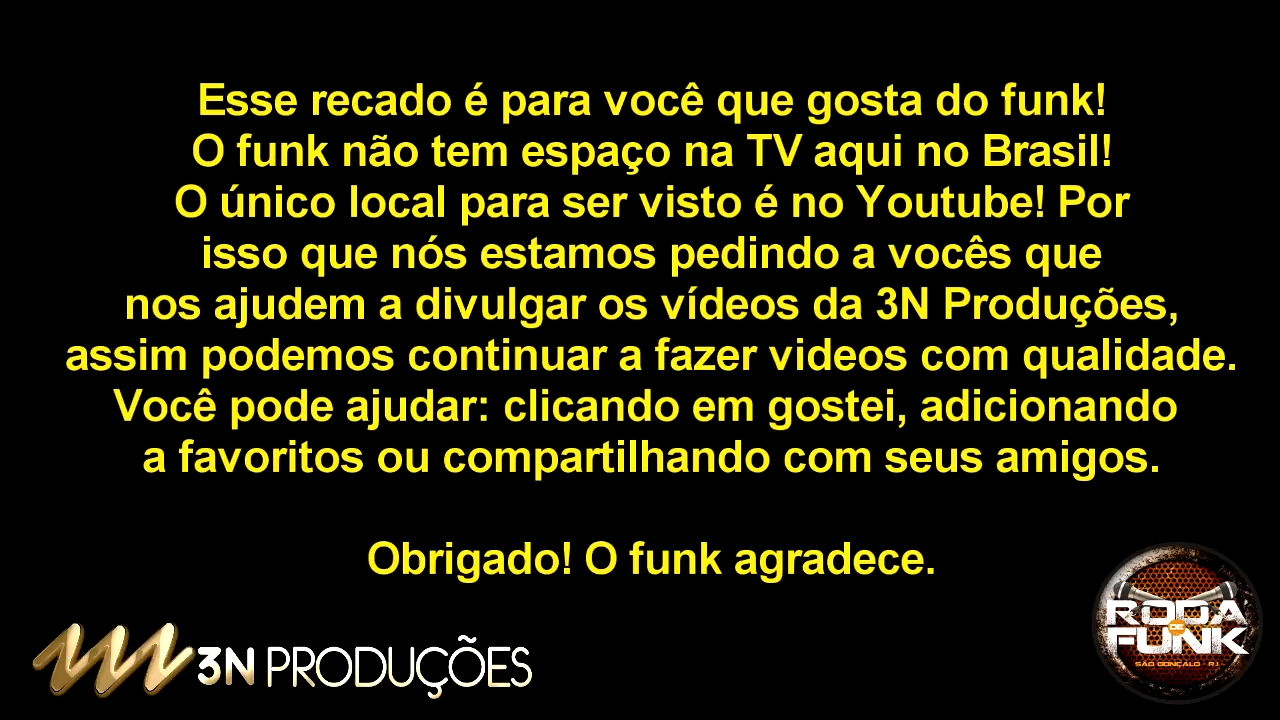 Esse recado é para você que gosta do funk!
O funk não tem espaço na TV aqui no Brasil!
O único local para ser visto é no Youtube! Por
isso que nós estamos pedindo a vocês que
nos ajudem a divulgar os vídeos da 3N Produções,
assim podemos continuar a fazer videos com qualidade.
Você pode ajudar: clicando em gostei, adicionando
a favoritos ou compartilhando com seus amigos.
Obrigado! O funk agradece.
3N PRODUÇÕES
RODA
DE
FUNK
SÃO GONÇALO - RJ